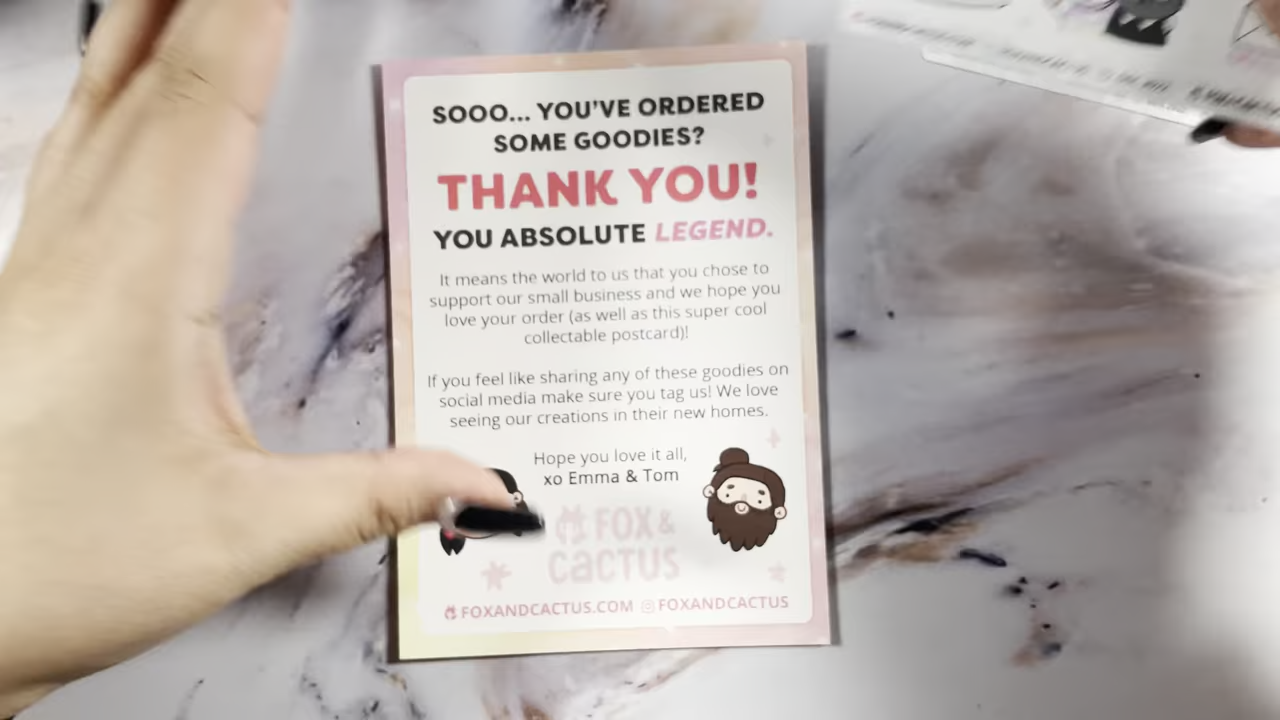 SOOO... YOU'VE ORDERED
SOME GOODIES?
THANK YOU!
YOU ABSOLUTE LEGEND.
It means the world to us that you chose to
support our small business and we hope you
love your order (as well as this super cool
collectable postcard)!
If you feel like sharing any of these goodies on
social media make sure you tag us! We love
seeing our creations in their new homes.
Hope you love it all,
xo Emma & Tom
FOX &
CACTUS
FOXANDCACTUS.COM FOXANDCACTUS